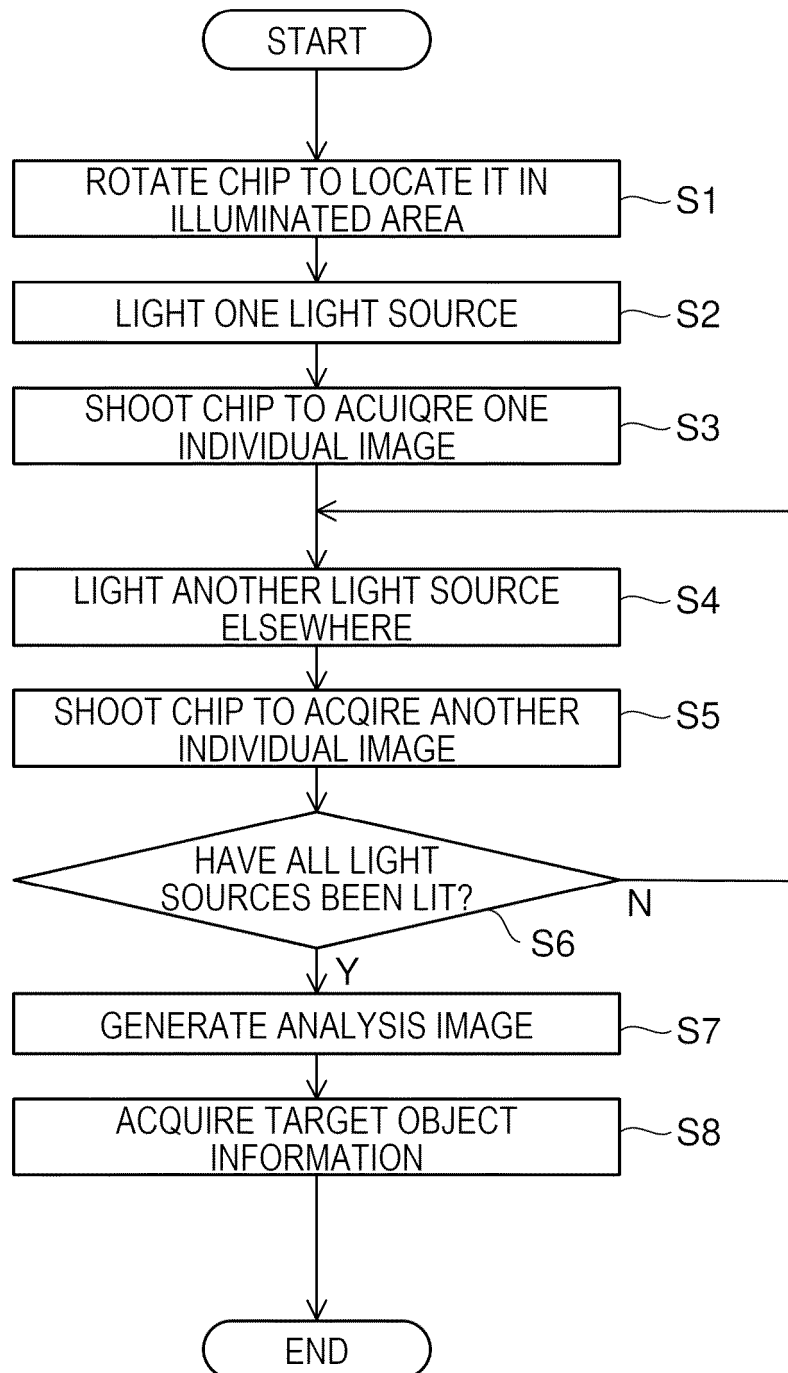 START
ROTATE CHIP TO LOCATE IT IN
ILLUMINATED AREA
S1
LIGHT ONE LIGHT SOURCE
S2
SHOOT CHIP TO ACUIQRE ONE
INDIVIDUAL IMAGE
S3
LIGHT ANOTHER LIGHT SOURCE
ELSEWHERE
S4
SHOOT CHIP TO ACQIRE ANOTHER
INDIVIDUAL IMAGE
S5
HAVE ALL LIGHT
SOURCES BEEN LIT?
N
S6
Y
GENERATE ANALYSIS IMAGE
S7
ACQUIRE TARGET OBJECT
INFORMATION
S8
END